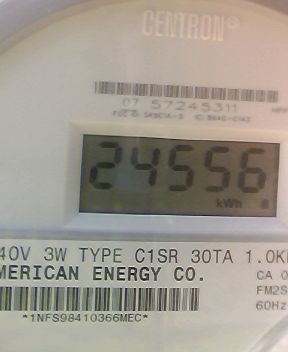 CENTRON®
07 57245311
24556
kWh
40V 3W TYPE C1SR 30TA 1.0K
MERICAN ENERGY CO.
CA 0
FM2S
60Hz
*1NFS98410366MEC*